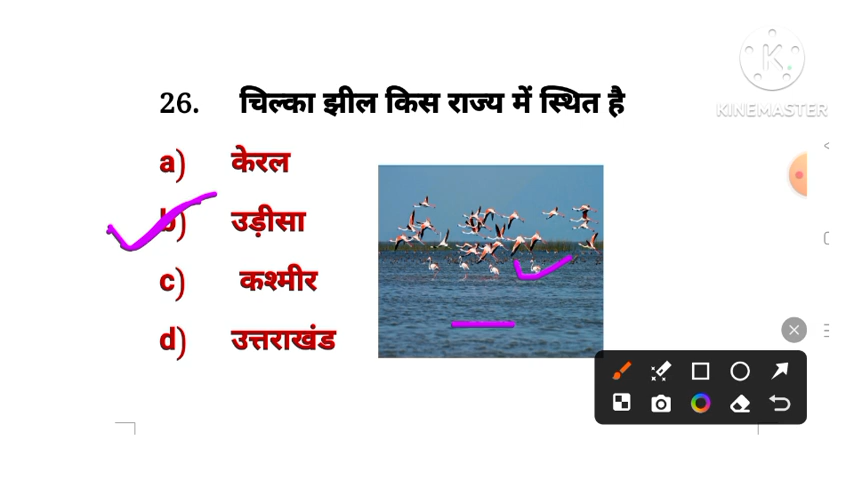 26. चिल्का झील किस राज्य में स्थित है
a) केरल
b) उड़ीसा
c) कश्मीर
d) उत्तराखंड
KINEMASTER